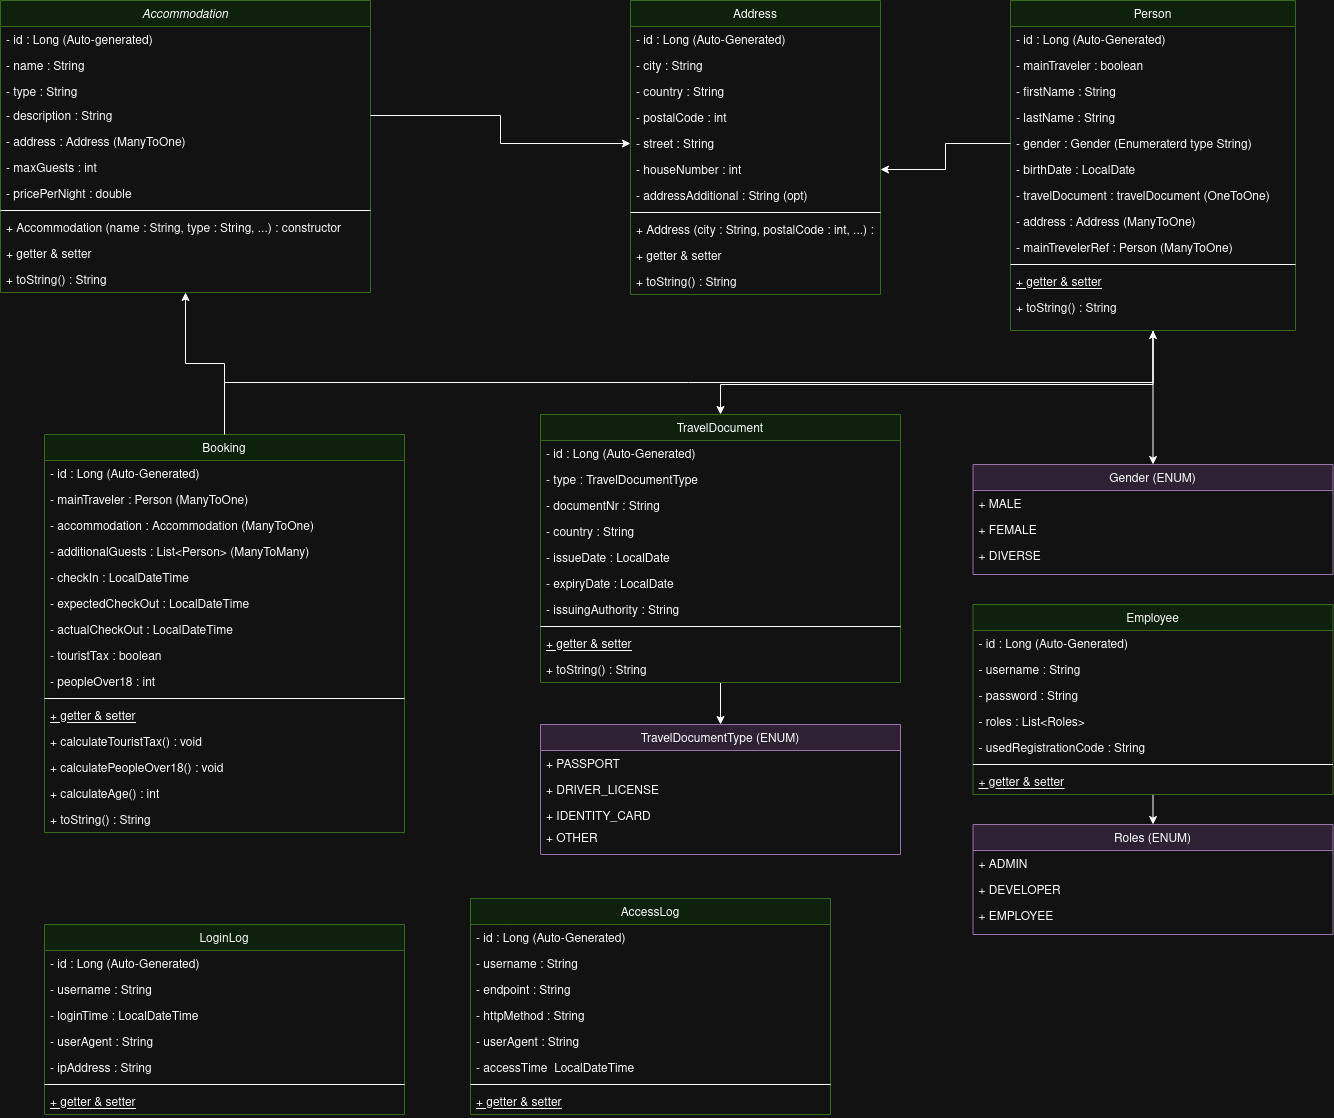 Accommodation
- id : Long (Auto-generated)
- name : String
- type : String
- description : String
- address : Address (ManyToOne)
- maxGuests : int
- pricePerNight : double
+ Accommodation (name : String, type : String, ...) : constructor
+ getter & setter
+ toString() : String
Address
- id : Long (Auto-Generated)
- city : String
- country : String
- postalCode : int
- street : String
- houseNumber : int
- addressAdditional : String (opt)
+ Address (city : String, postalCode : int, ...) :
+ getter & setter
+ toString() : String
Person
- id : Long (Auto-Generated)
- mainTraveler : boolean
- firstName : String
- lastName : String
- gender : Gender (Enumeraterd type String)
- birthDate : LocalDate
- travelDocument : travelDocument (OneToOne)
- address : Address (ManyToOne)
- mainTrevelerRef : Person (ManyToOne)
+ getter & setter
+ toString() : String
Booking
- id : Long (Auto-Generated)
- mainTraveler : Person (ManyToOne)
- accommodation : Accommodation (ManyToOne)
- additionalGuests : List<Person> (ManyToMany)
- checkIn : LocalDateTime
- expectedCheckOut : LocalDateTime
- actualCheckOut : LocalDateTime
- touristTax : boolean
- peopleOver18 : int
+ getter & setter
+ calculateTouristTax() : void
+ calculatePeopleOver18() : void
+ calculateAge() : int
+ toString() : String
TravelDocument
- id : Long (Auto-Generated)
- type : TravelDocumentType
- documentNr : String
- country : String
- issueDate : LocalDate
- expiryDate : LocalDate
- issuingAuthority : String
+ getter & setter
+ toString() : String
Gender (ENUM)
+ MALE
+ FEMALE
+ DIVERSE
Employee
- id : Long (Auto-Generated)
- username : String
- password : String
- roles : List<Roles>
- usedRegistrationCode : String
+ getter & setter
TravelDocumentType (ENUM)
+ PASSPORT
+ DRIVER_LICENSE
+ IDENTITY_CARD
+ OTHER
Roles (ENUM)
+ ADMIN
+ DEVELOPER
+ EMPLOYEE
LoginLog
- id : Long (Auto-Generated)
- username : String
- loginTime : LocalDateTime
- userAgent : String
- ipAddress : String
+ getter & setter
AccessLog
- id : Long (Auto-Generated)
- username : String
- endpoint : String
- httpMethod : String
- userAgent : String
- accessTime  LocalDateTime
+ getter & setter